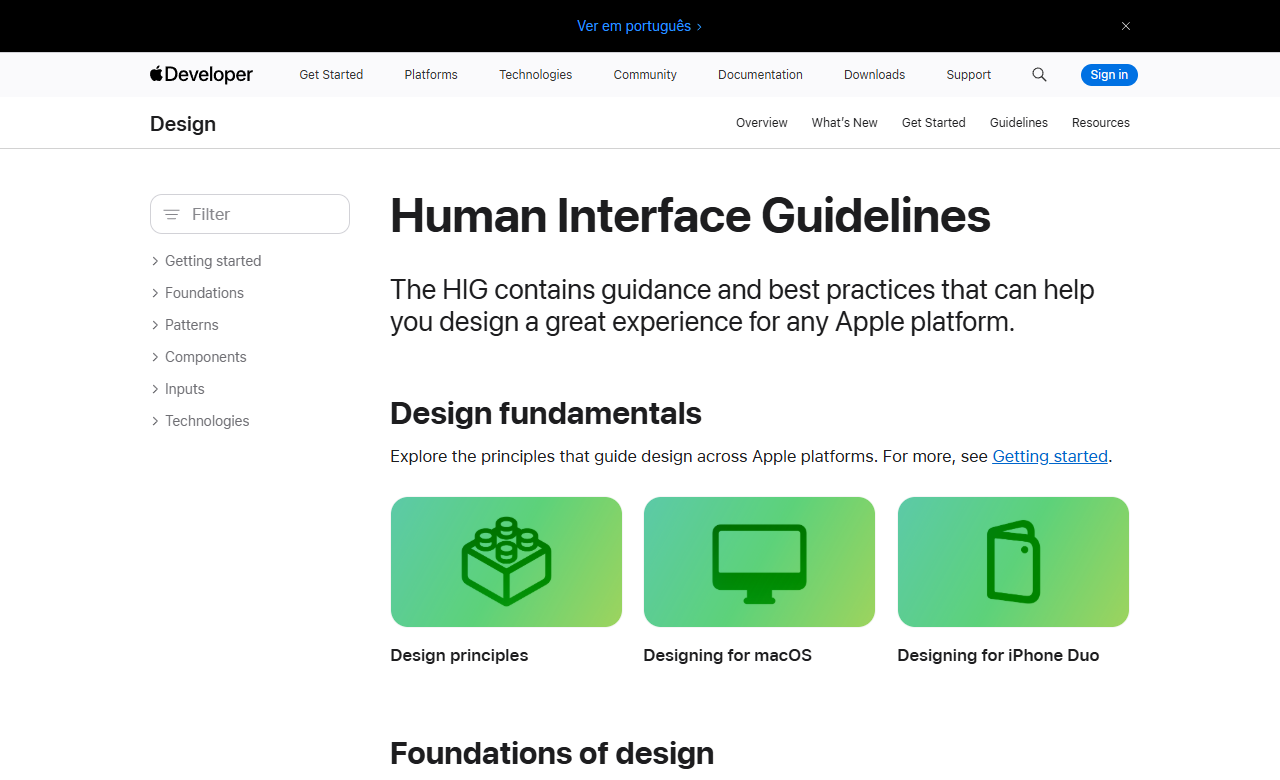 Ver em português ›
Developer
Get Started Platforms Technologies Community Documentation Downloads Support Sign in
Design
Overview What's New Get Started Guidelines Resources
Filter
Getting started
Foundations
Patterns
Components
Inputs
Technologies
Human Interface Guidelines
The HIG contains guidance and best practices that can help
you design a great experience for any Apple platform.
Design fundamentals
Explore the principles that guide design across Apple platforms. For more, see Getting started.
Design principles
Designing for macOS
Designing for iPhone Duo
Foundations of design